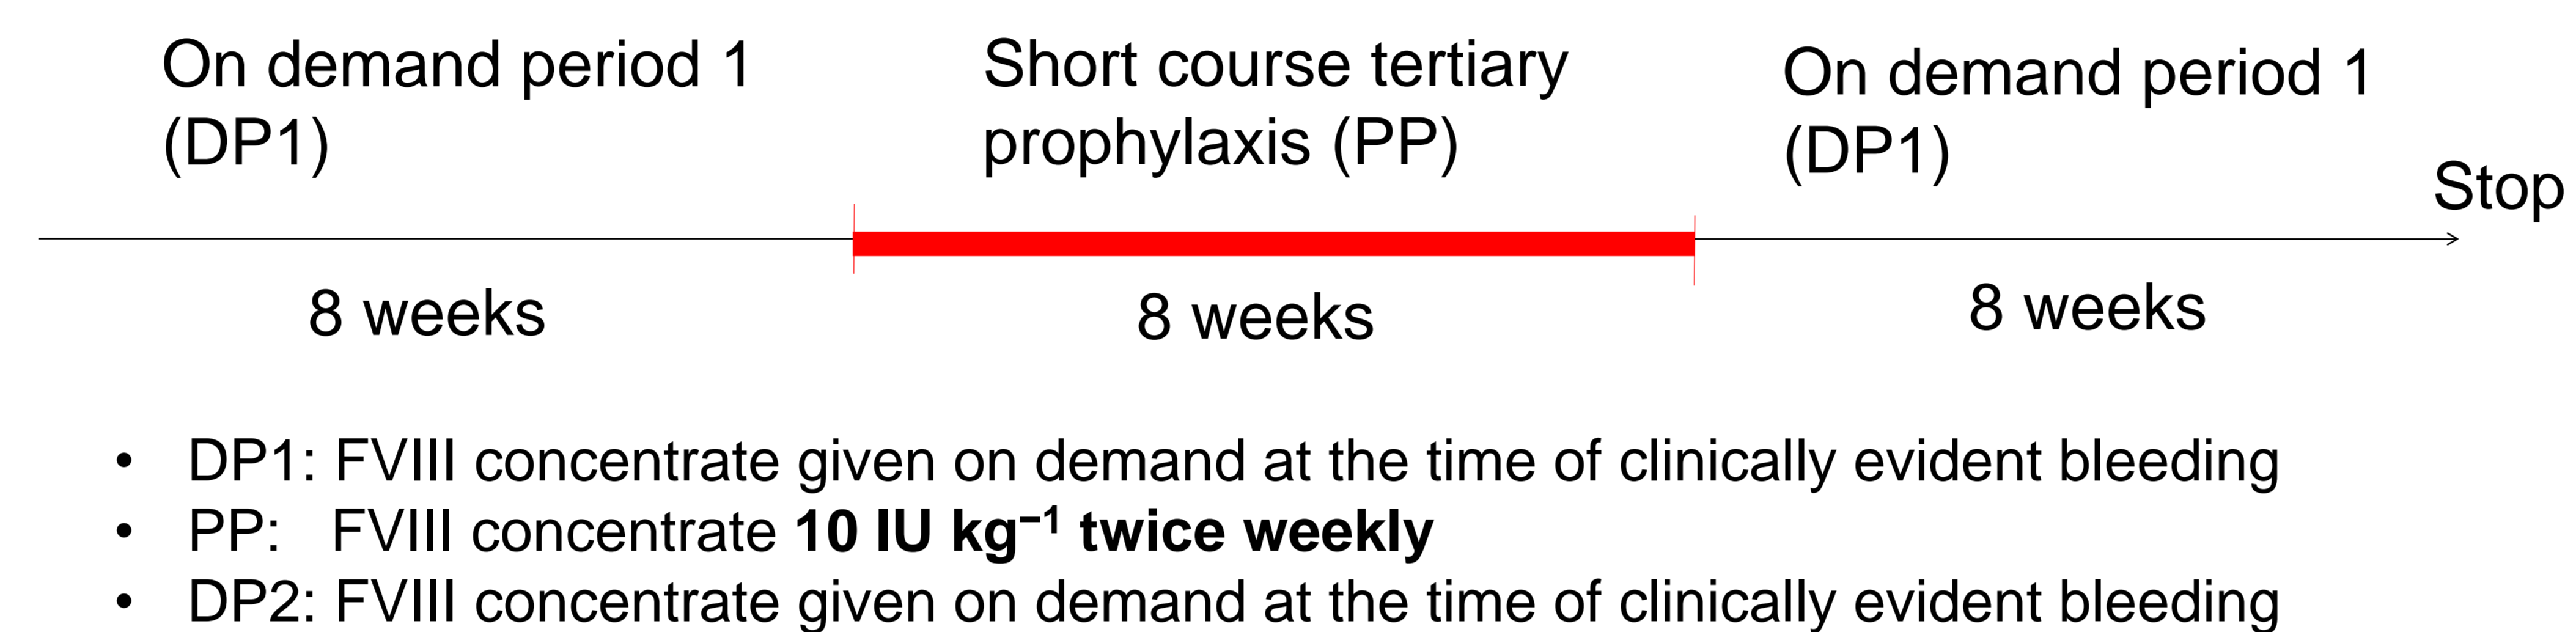 On demand period 1
(DP1)
Short course tertiary
prophylaxis (PP)
On demand period 1
(DP1)
Stop
8 weeks
8 weeks
8 weeks
• DP1: FVIII concentrate given on demand at the time of clinically evident bleeding
• PP: FVIII concentrate 10 IU kg⁻¹ twice weekly
• DP2: FVIII concentrate given on demand at the time of clinically evident bleeding